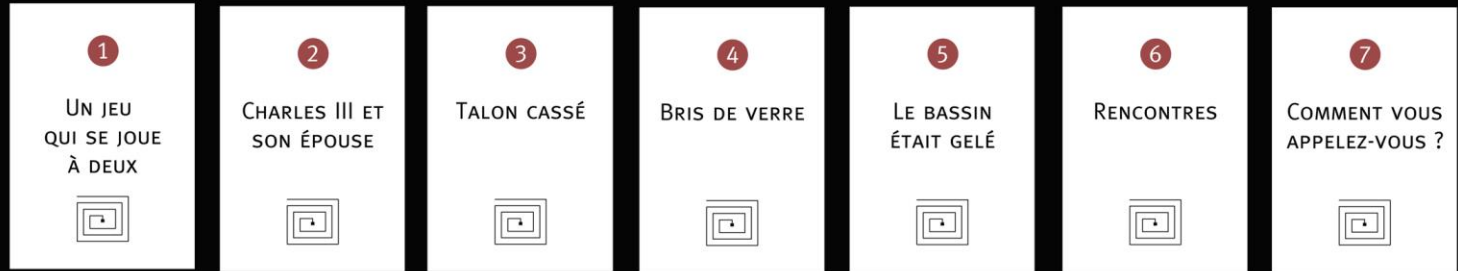 1
Un jeu
qui se joue
à deux
2
Charles III et
son épouse
3
Talon cassé
4
Bris de verre
5
Le bassin
était gelé
6
Rencontres
7
Comment vous
appelez-vous ?